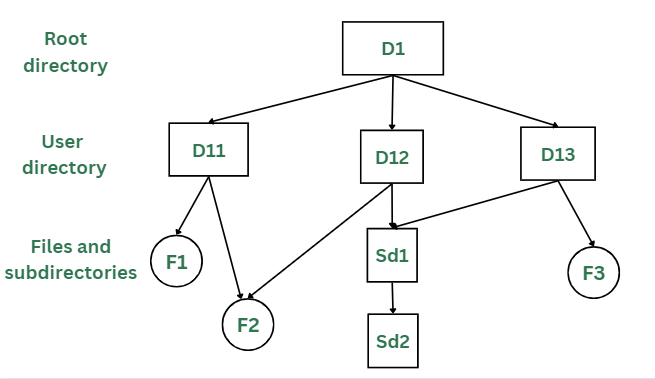 Root
directory
D1
User
directory
D11
D12
D13
Files and
subdirectories
F1
Sd1
F3
F2
Sd2